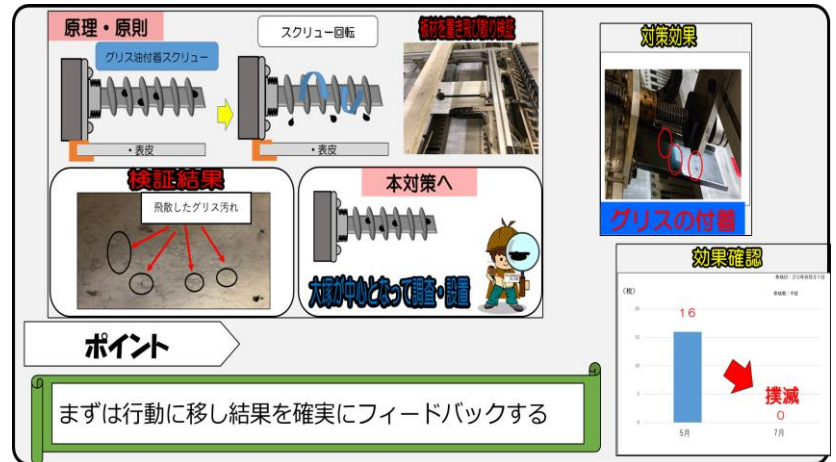 原理・原則
グリス油付着スクリュー
スクリュー回転
板材を置き飛び散り検証
・表皮
・表皮
検証結果
飛散したグリス汚れ
本対策へ
大塚が中心となって調査・設置
対策効果
グリスの付着
効果確認
(枚)
20
16
15
10
5
0
撲滅
0
5月
7月
ポイント
まずは行動に移し結果を確実にフィードバックする